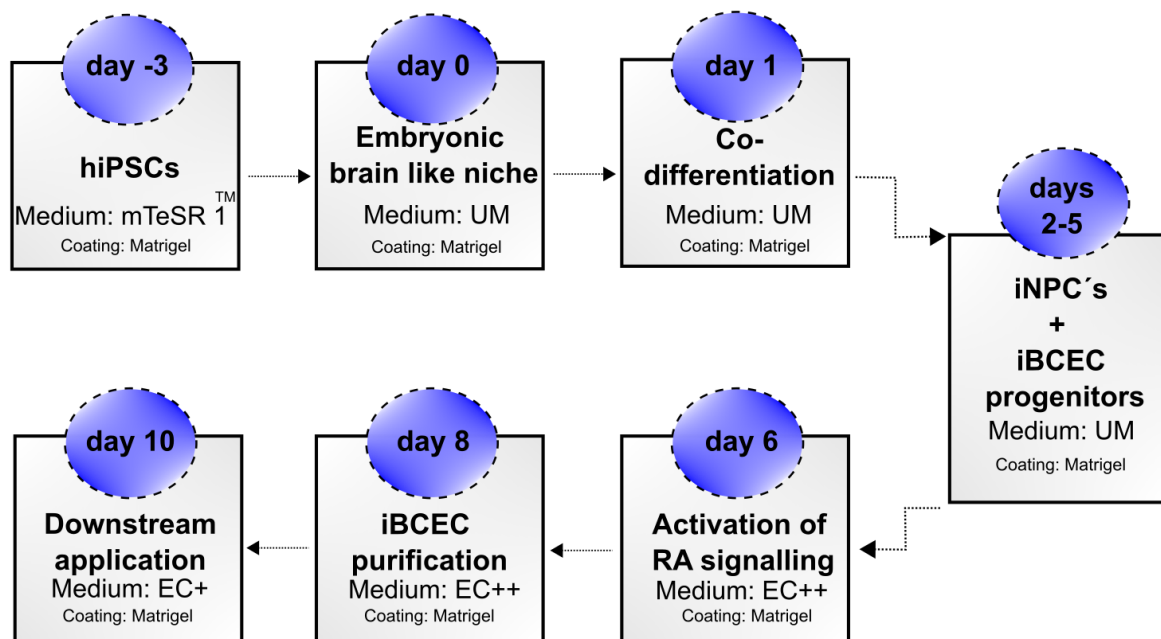 day -3
hiPSCs
Medium: mTeSR 1™
Coating: Matrigel
day 0
Embryonic
brain like niche
Medium: UM
Coating: Matrigel
day 1
Co-
differentiation
Medium: UM
Coating: Matrigel
days
2-5
iNPC´s
+
iBCEC
progenitors
Medium: UM
Coating: Matrigel
day 6
Activation of
RA signalling
Medium: EC++
Coating: Matrigel
day 8
iBCEC
purification
Medium: EC++
Coating: Matrigel
day 10
Downstream
application
Medium: EC+
Coating: Matrigel